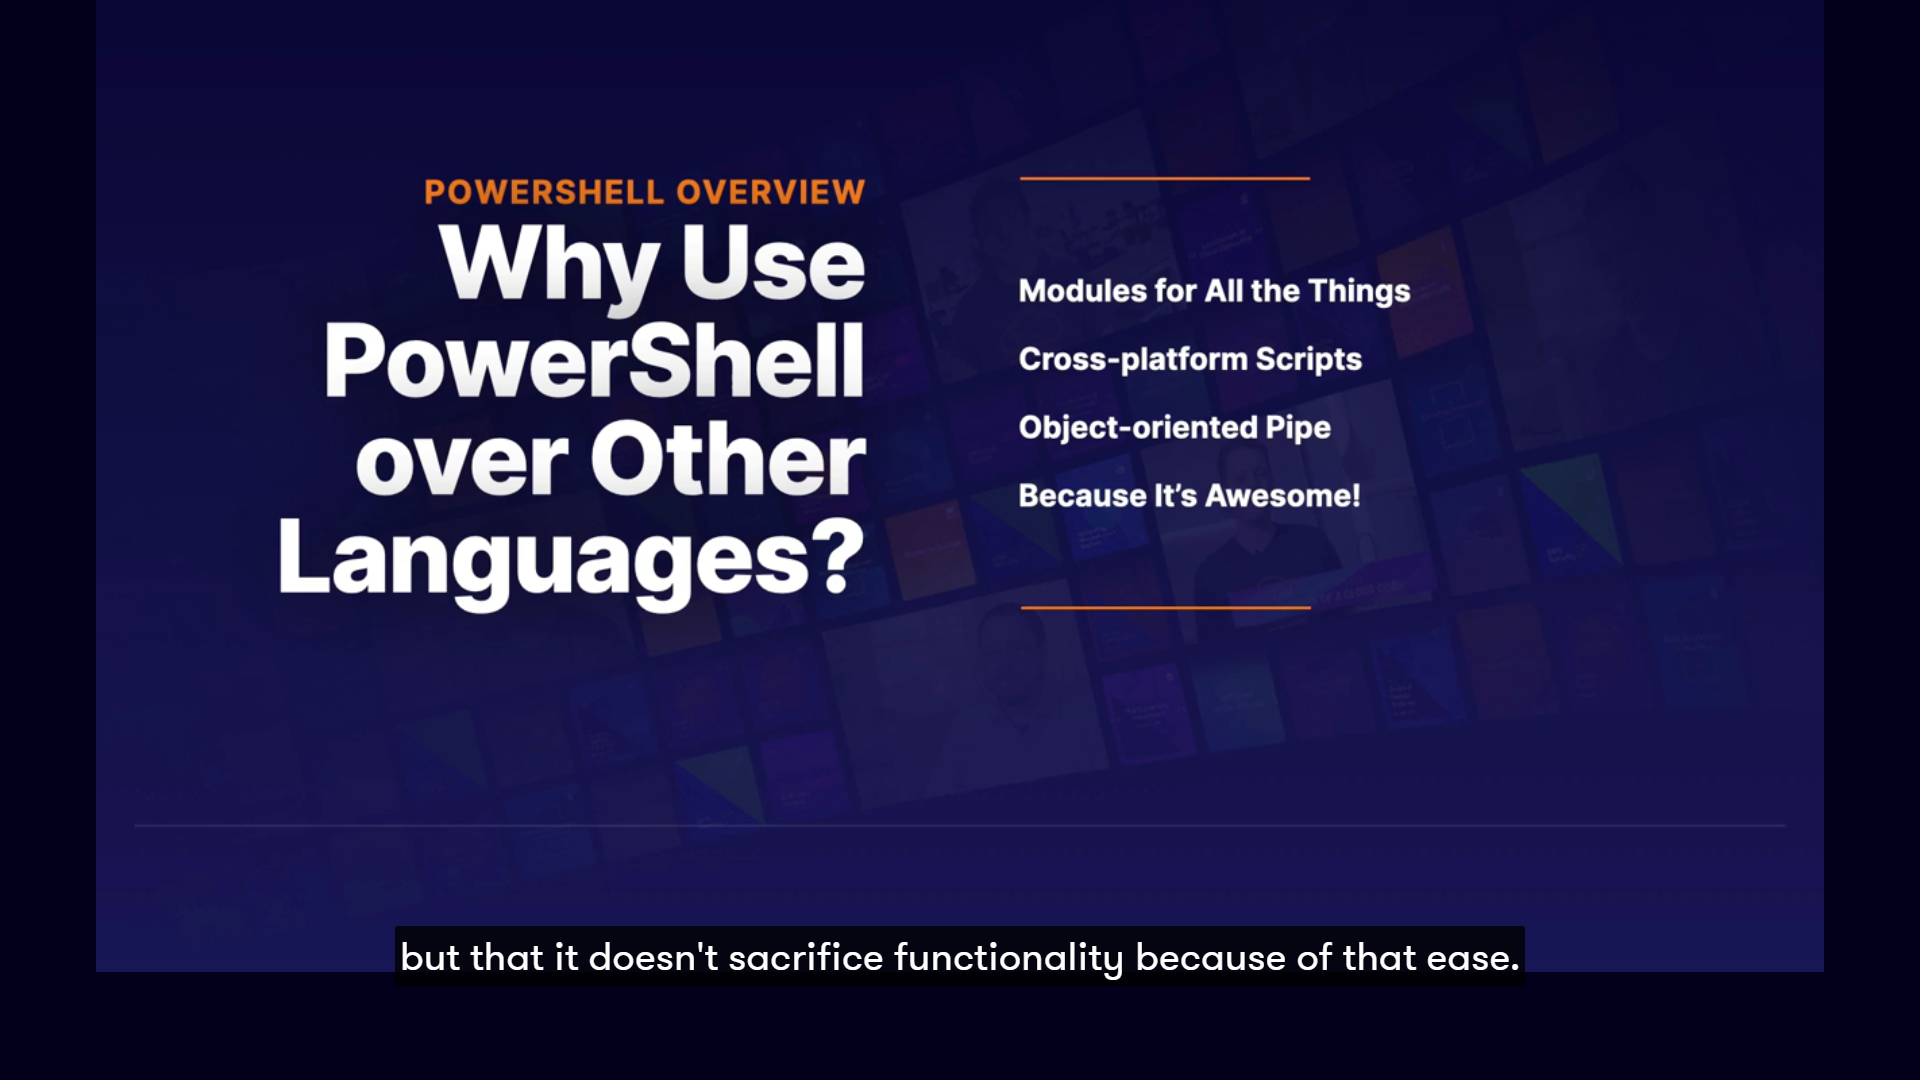 POWERSHELL OVERVIEW
Why Use
PowerShell
over Other
Languages?
Modules for All the Things
Cross-platform Scripts
Object-oriented Pipe
Because It’s Awesome!
but that it doesn't sacrifice functionality because of that ease.